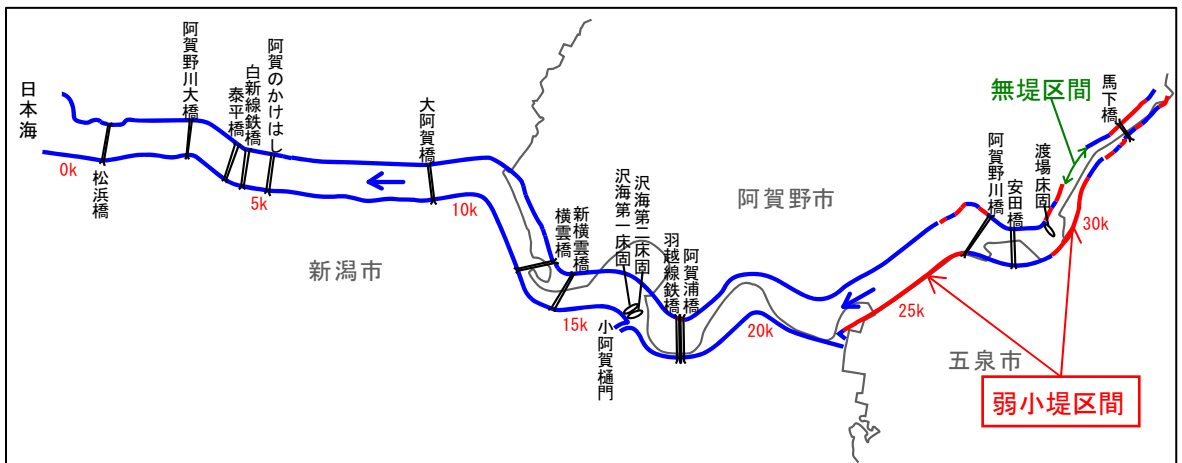 日本海
0k
松浜橋
阿賀野川大橋
泰平橋
白新線鉄橋
阿賀のかけはし
5k
大阿賀橋
10k
新潟市
横雲橋
新横雲橋
15k
沢海第一床固
沢海第二床固
小阿賀樋門
羽越線鉄橋
阿賀浦橋
20k
阿賀野市
25k
五泉市
阿賀野川橋
安田橋
渡場床固
無堤区間
馬下橋
30k
弱小堤区間